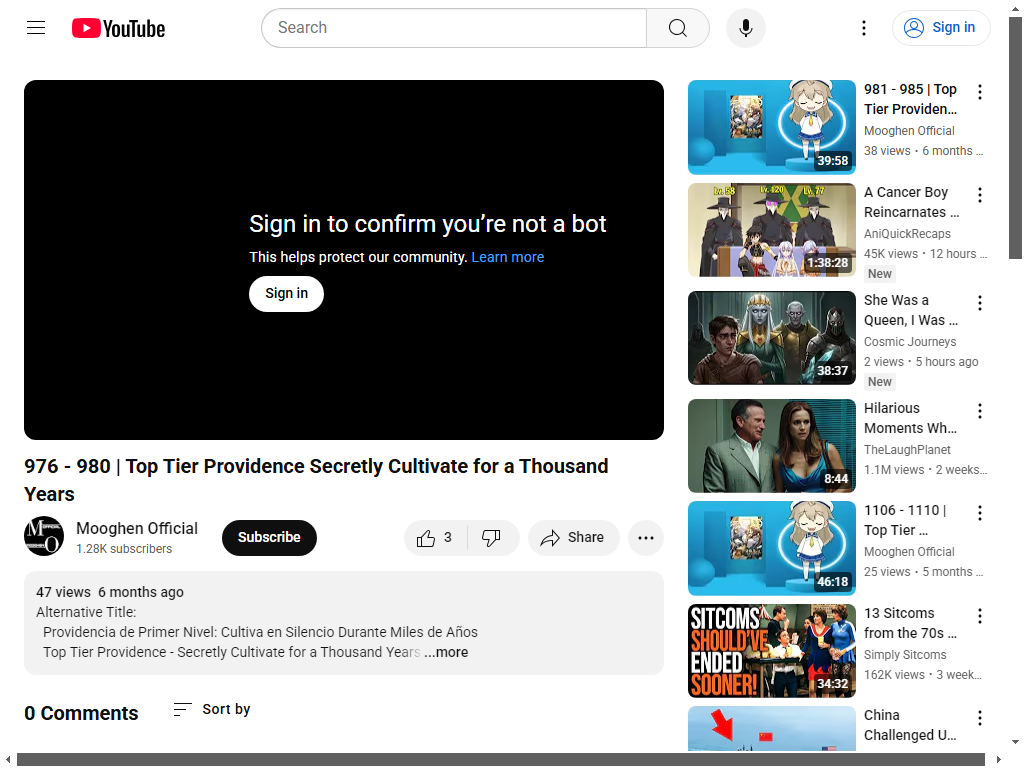 YouTube
Search
Sign in
Sign in to confirm you’re not a bot
This helps protect our community. Learn more
Sign in
976 - 980 | Top Tier Providence Secretly Cultivate for a Thousand
Years
Mooghen Official
1.28K subscribers
Subscribe
3
Share
47 views 6 months ago
Alternative Title:
Providencia de Primer Nivel: Cultiva en Silencio Durante Miles de Años
Top Tier Providence - Secretly Cultivate for a Thousand Years ...more
0 Comments
Sort by
981 - 985 | Top
Tier Providen...
Mooghen Official
38 views • 6 months ...
39:58
Lv. 58 Lv. 420 Lv. 77
A Cancer Boy
Reincarnates ...
AniQuickRecaps
45K views • 12 hours ...
New
1:38:28
She Was a
Queen, I Was ...
Cosmic Journeys
2 views • 5 hours ago
New
38:37
Hilarious
Moments Wh...
TheLaughPlanet
1.1M views • 2 weeks...
8:44
1106 - 1110 |
Top Tier ...
Mooghen Official
25 views • 5 months ...
46:18
SITCOMS
SHOULD'VE
ENDED
SOONER!
34:32
13 Sitcoms
from the 70s ...
Simply Sitcoms
162K views • 3 week...
China
Challenged U...